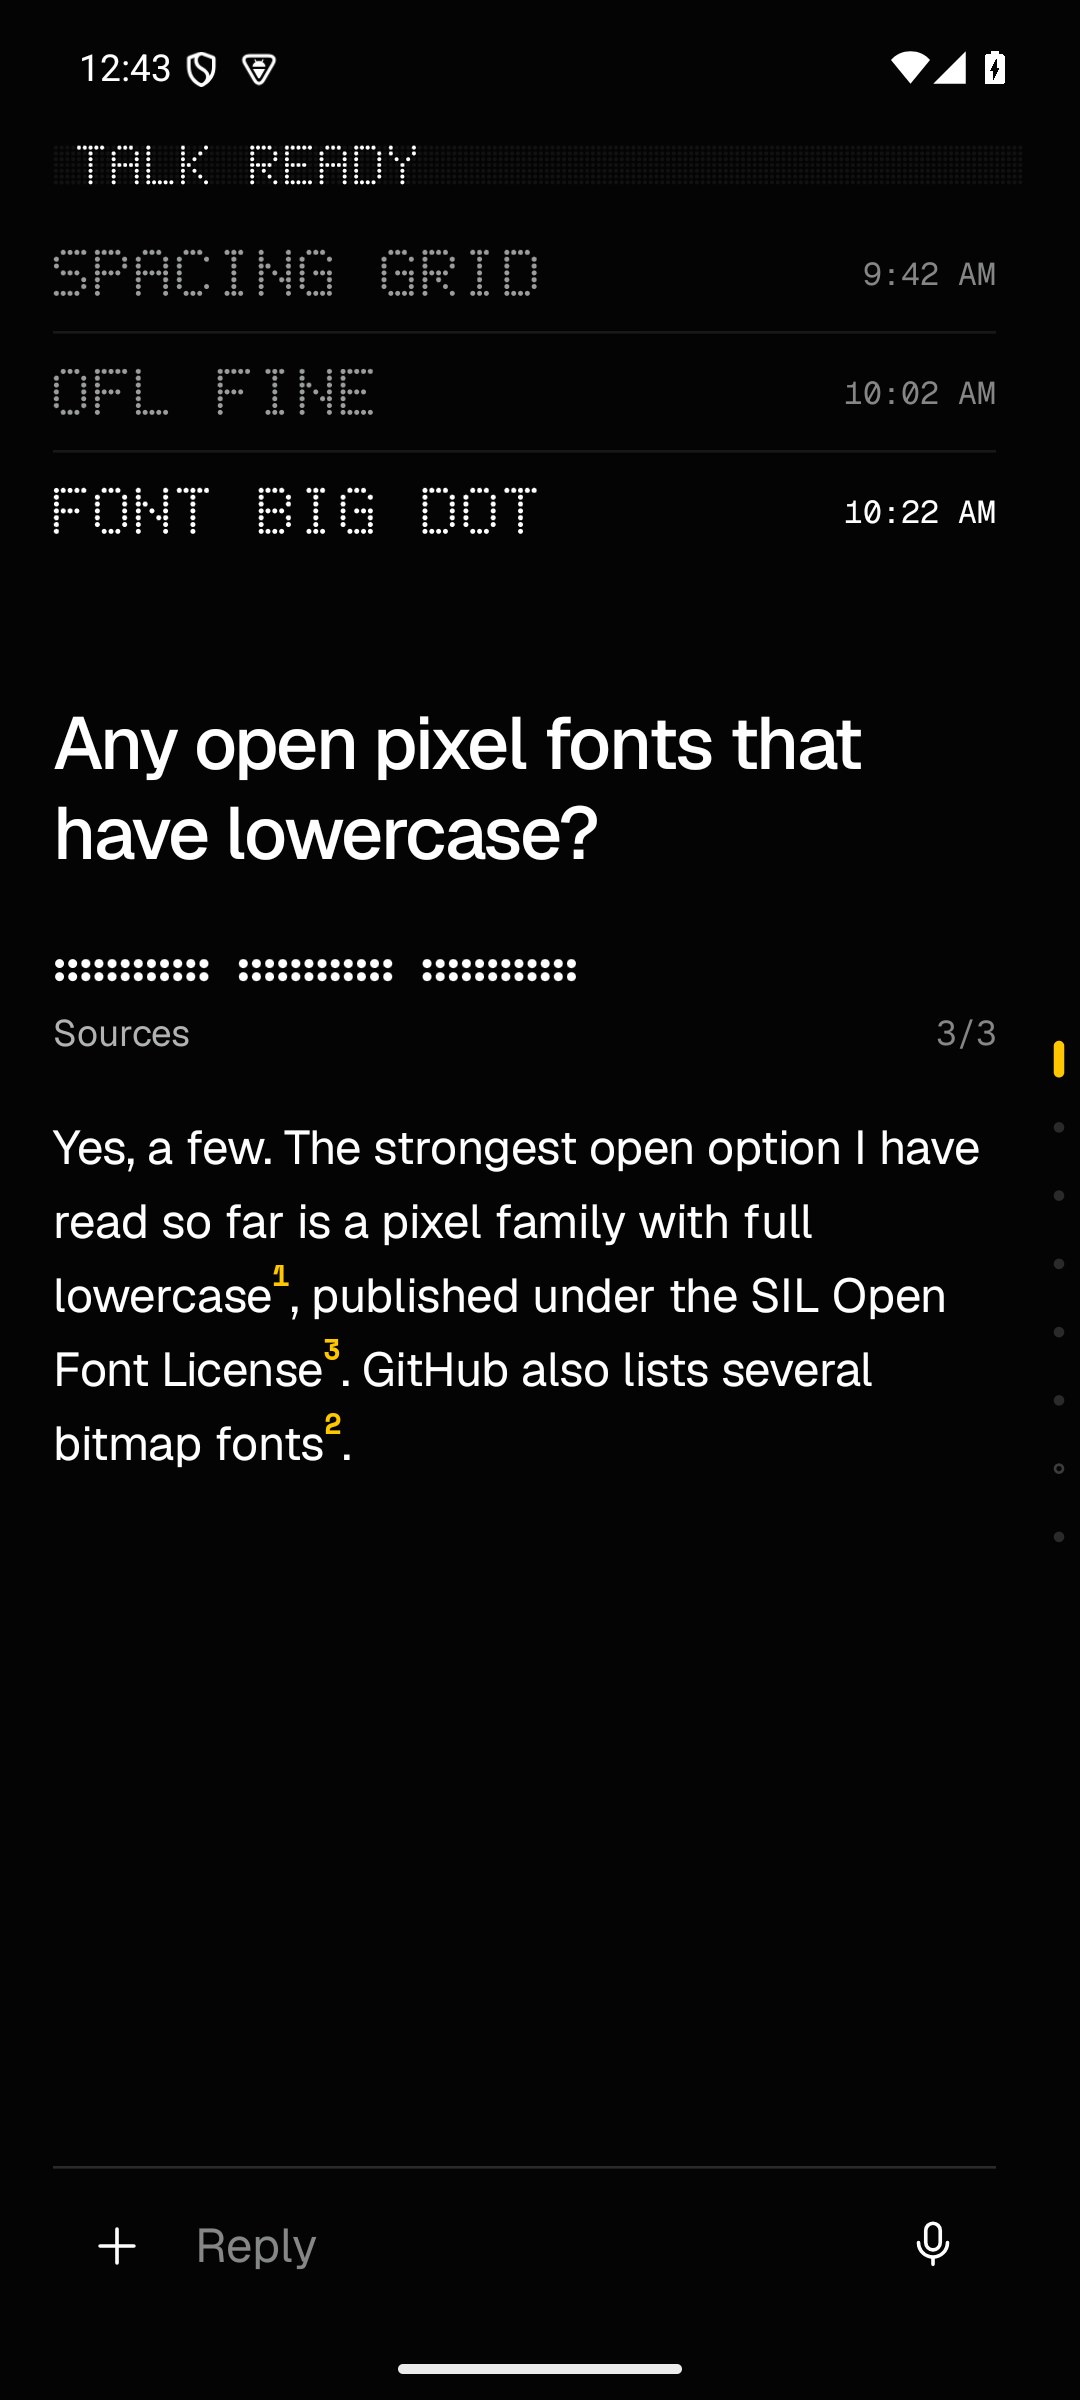 12:43
TALK READY
SPACING GRID 9:42 AM
OFL FINE 10:02 AM
FONT BIG DOT 10:22 AM
Any open pixel fonts that
have lowercase?
Sources 3/3
Yes, a few. The strongest open option I have
read so far is a pixel family with full
lowercase1, published under the SIL Open
Font License3. GitHub also lists several
bitmap fonts2.
Reply